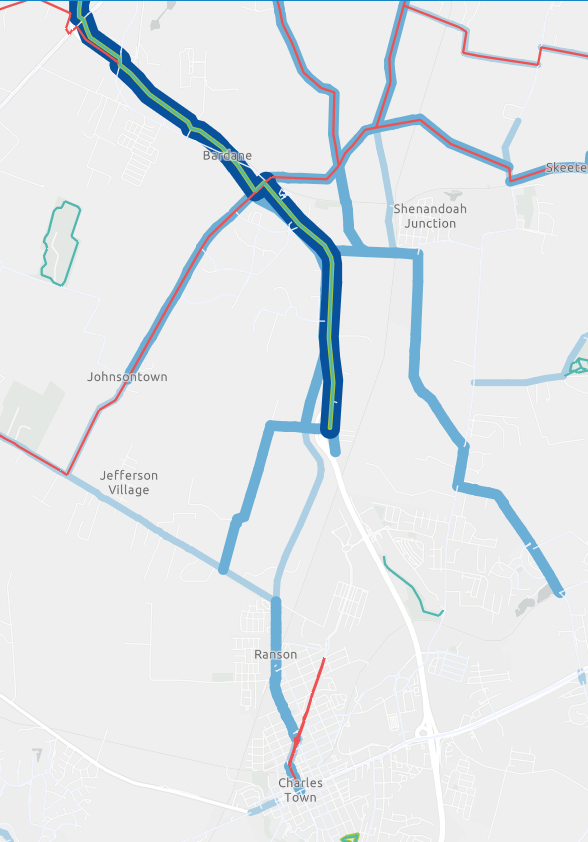 Bardane
Skeete
Shenandoah
Junction
Johnsontown
Jefferson
Village
Ranson
Charles
Town